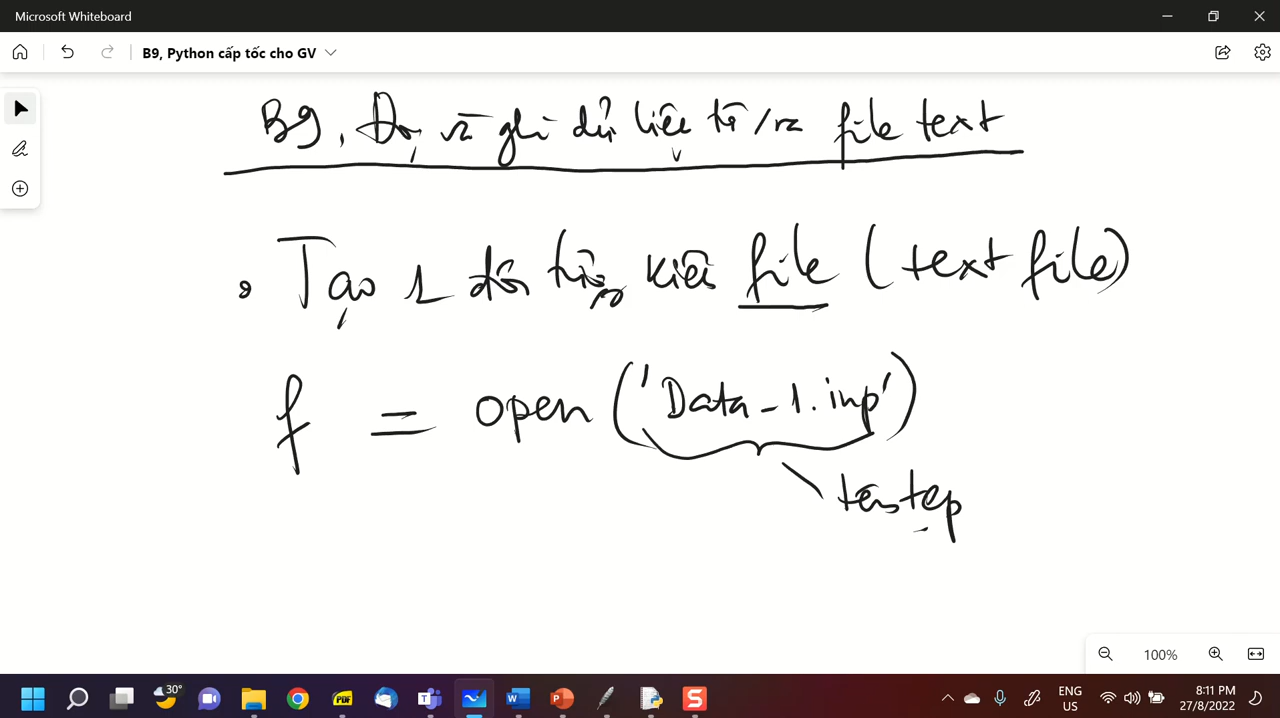 Microsoft Whiteboard
B9, Python cấp tốc cho GV
B9, Đọc và ghi dữ liệu từ/ra file text
Tạo 1 đối tượng kiểu file (text file)
f = open('Data-1.inp')
tên tệp
100%
30°
ENG
US
8:11 PM
27/8/2022